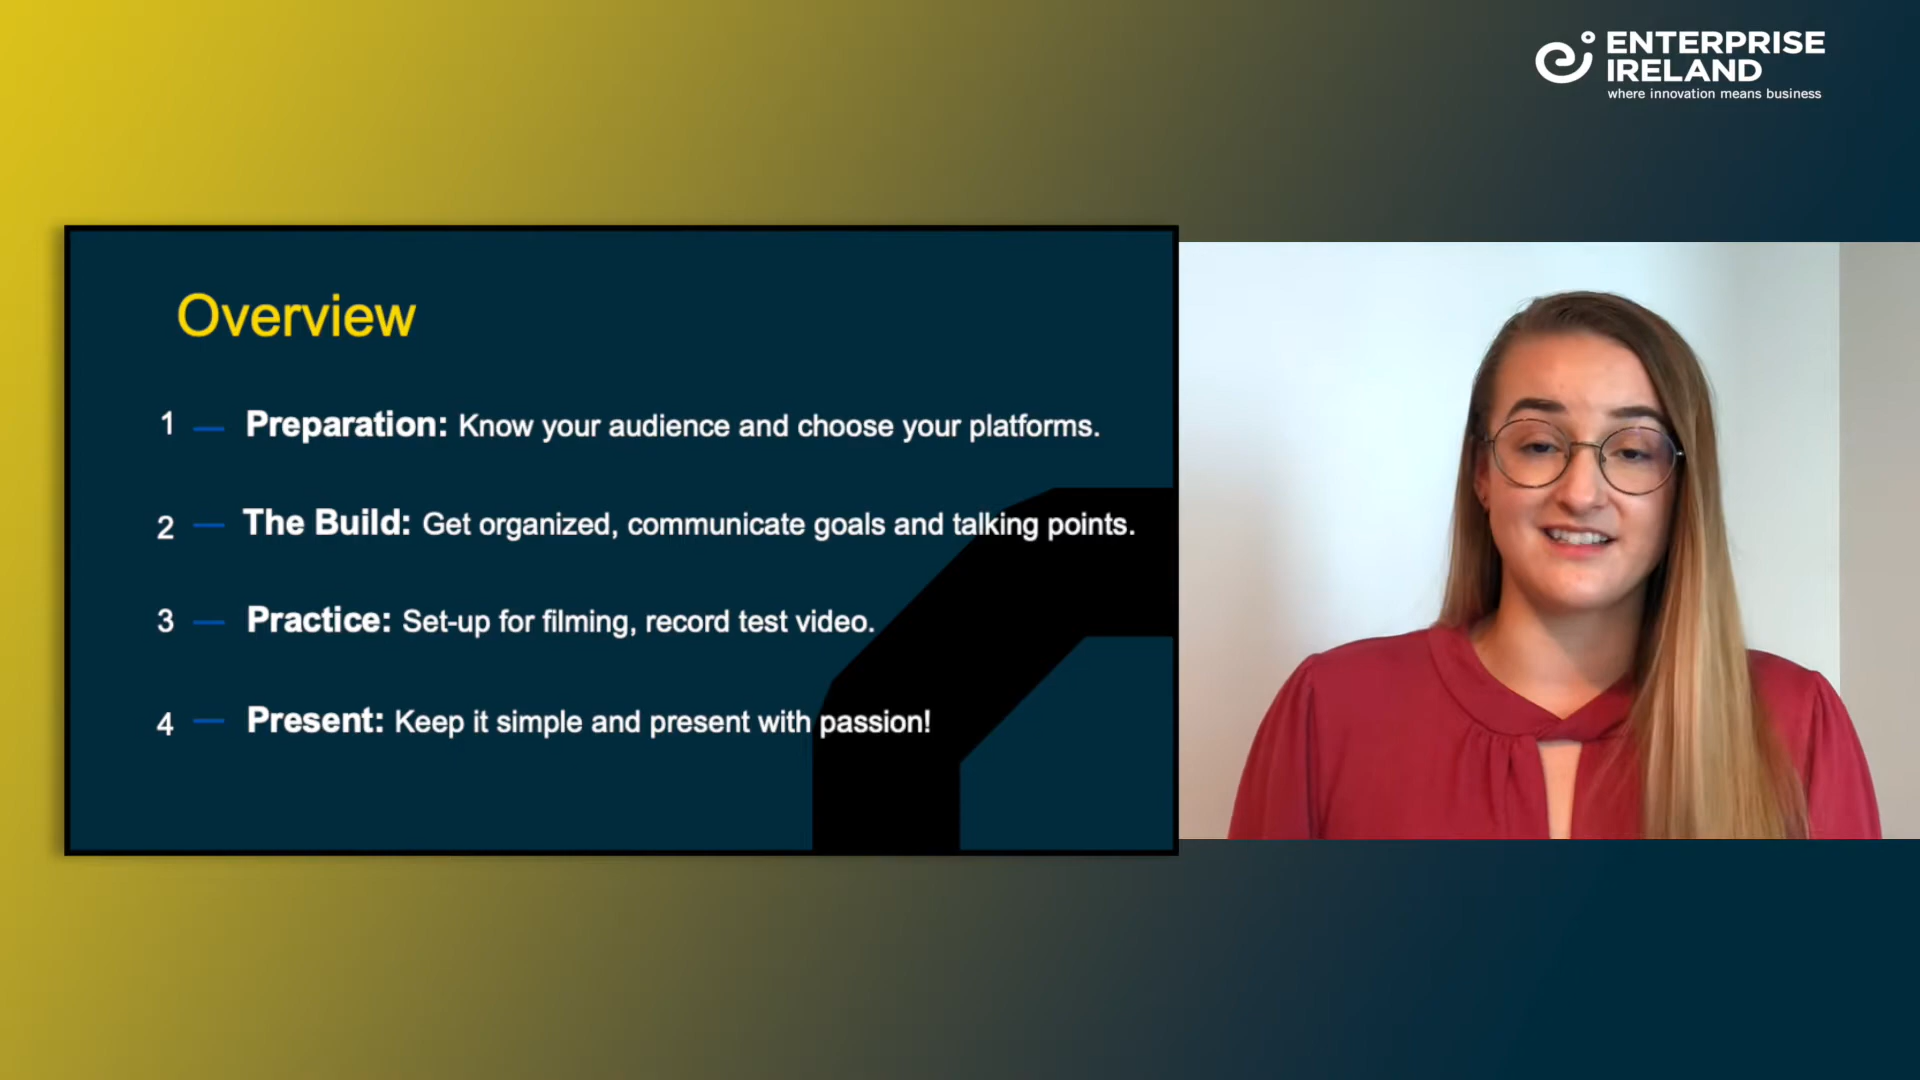 ENTERPRISE
IRELAND
where innovation means business
Overview
1 — Preparation: Know your audience and choose your platforms.
2 — The Build: Get organized, communicate goals and talking points.
3 — Practice: Set-up for filming, record test video.
4 — Present: Keep it simple and present with passion!